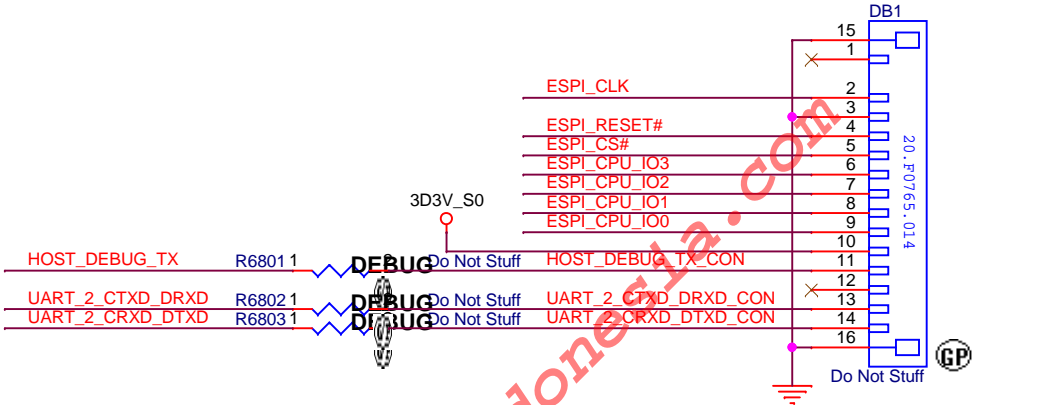 DB1
15
1
ESPI_CLK 2
3
ESPI_RESET# 4
ESPI_CS# 5
ESPI_CPU_IO3 6
ESPI_CPU_IO2 7
ESPI_CPU_IO1 8
ESPI_CPU_IO0 9
20.F0765.014
3D3V_S0
10
HOST_DEBUG_TX R6801 1 DEBUG Do Not Stuff HOST_DEBUG_TX_CON 11
12
UART_2_CTXD_DRXD R6802 1 DEBUG Do Not Stuff UART_2_CTXD_DRXD_CON 13
UART_2_CRXD_DTXD R6803 1 DEBUG Do Not Stuff UART_2_CRXD_DTXD_CON 14
16
GP
Do Not Stuff
donesia.com